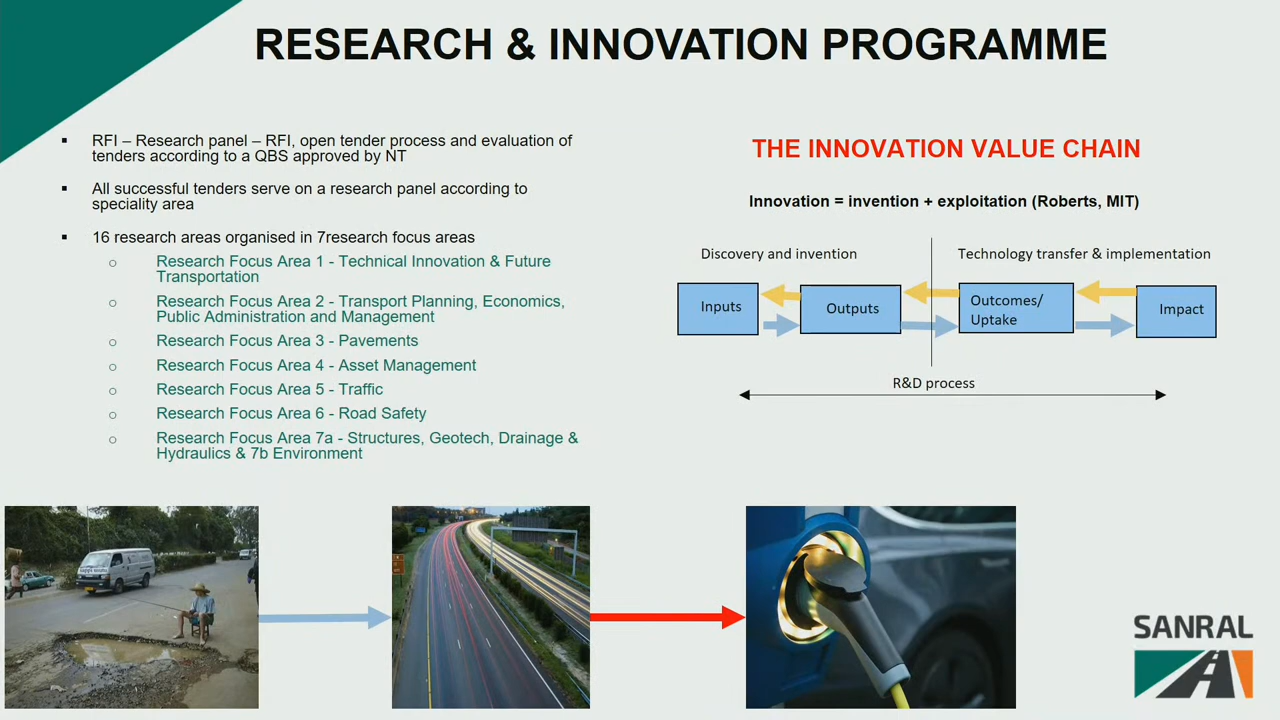 RESEARCH & INNOVATION PROGRAMME
RFI – Research panel – RFI, open tender process and evaluation of
tenders according to a QBS approved by NT
All successful tenders serve on a research panel according to
speciality area
16 research areas organised in 7research focus areas
Research Focus Area 1 - Technical Innovation & Future
Transportation
Research Focus Area 2 - Transport Planning, Economics,
Public Administration and Management
Research Focus Area 3 - Pavements
Research Focus Area 4 - Asset Management
Research Focus Area 5 - Traffic
Research Focus Area 6 - Road Safety
Research Focus Area 7a - Structures, Geotech, Drainage &
Hydraulics & 7b Environment
THE INNOVATION VALUE CHAIN
Innovation = invention + exploitation (Roberts, MIT)
Discovery and invention
Technology transfer & implementation
Inputs
Outputs
Outcomes/
Uptake
Impact
R&D process
SANRAL